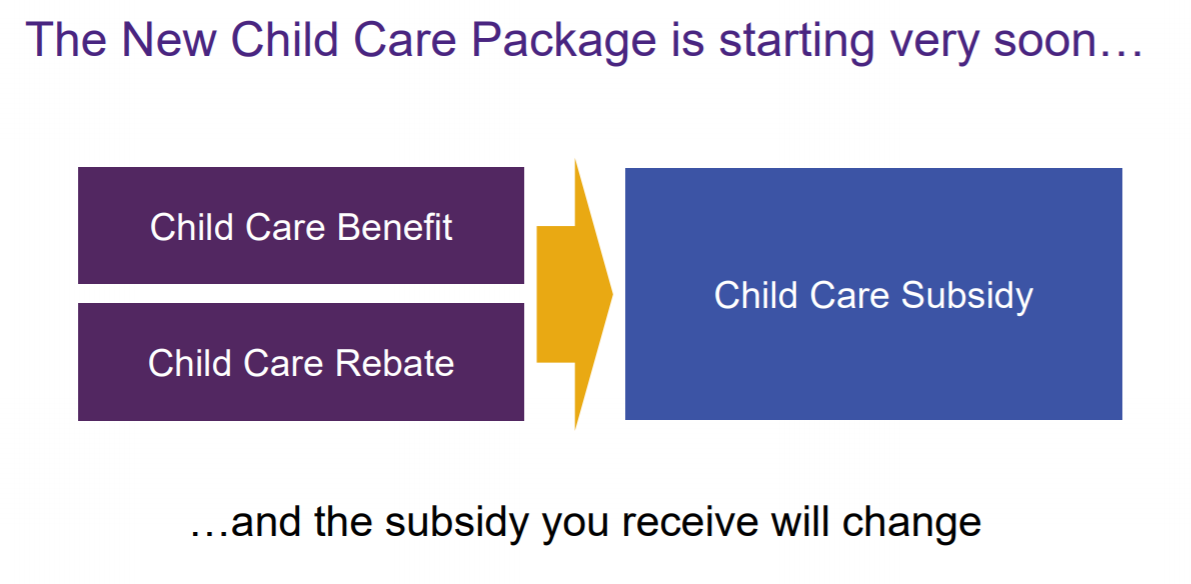 The New Child Care Package is starting very soon…
Child Care Benefit
Child Care Rebate
Child Care Subsidy
…and the subsidy you receive will change